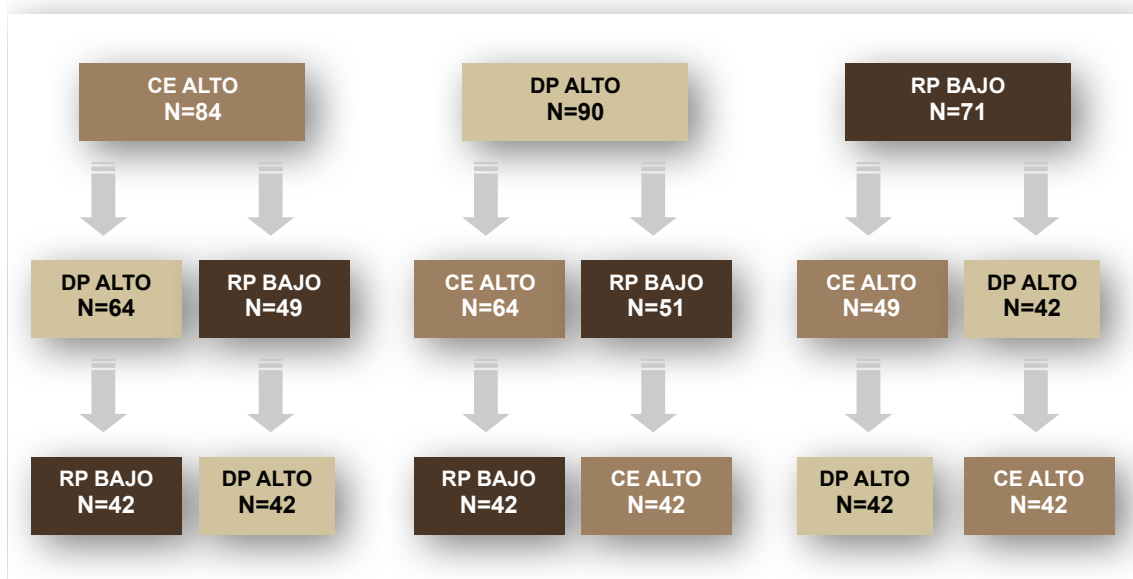 CE ALTO
N=84
DP ALTO
N=90
RP BAJO
N=71
DP ALTO
N=64
RP BAJO
N=49
CE ALTO
N=64
RP BAJO
N=51
CE ALTO
N=49
DP ALTO
N=42
RP BAJO
N=42
DP ALTO
N=42
RP BAJO
N=42
CE ALTO
N=42
DP ALTO
N=42
CE ALTO
N=42